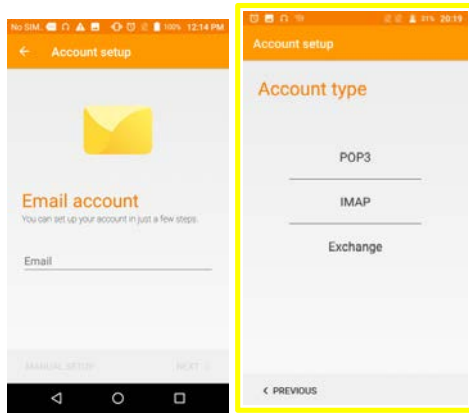 No SIM. 100% 12:14 PM
Account setup
Email account
You can set up your account in just a few steps.
Email
MANUAL SETUP NEXT >
31% 20:19
Account setup
Account type
POP3
IMAP
Exchange
< PREVIOUS